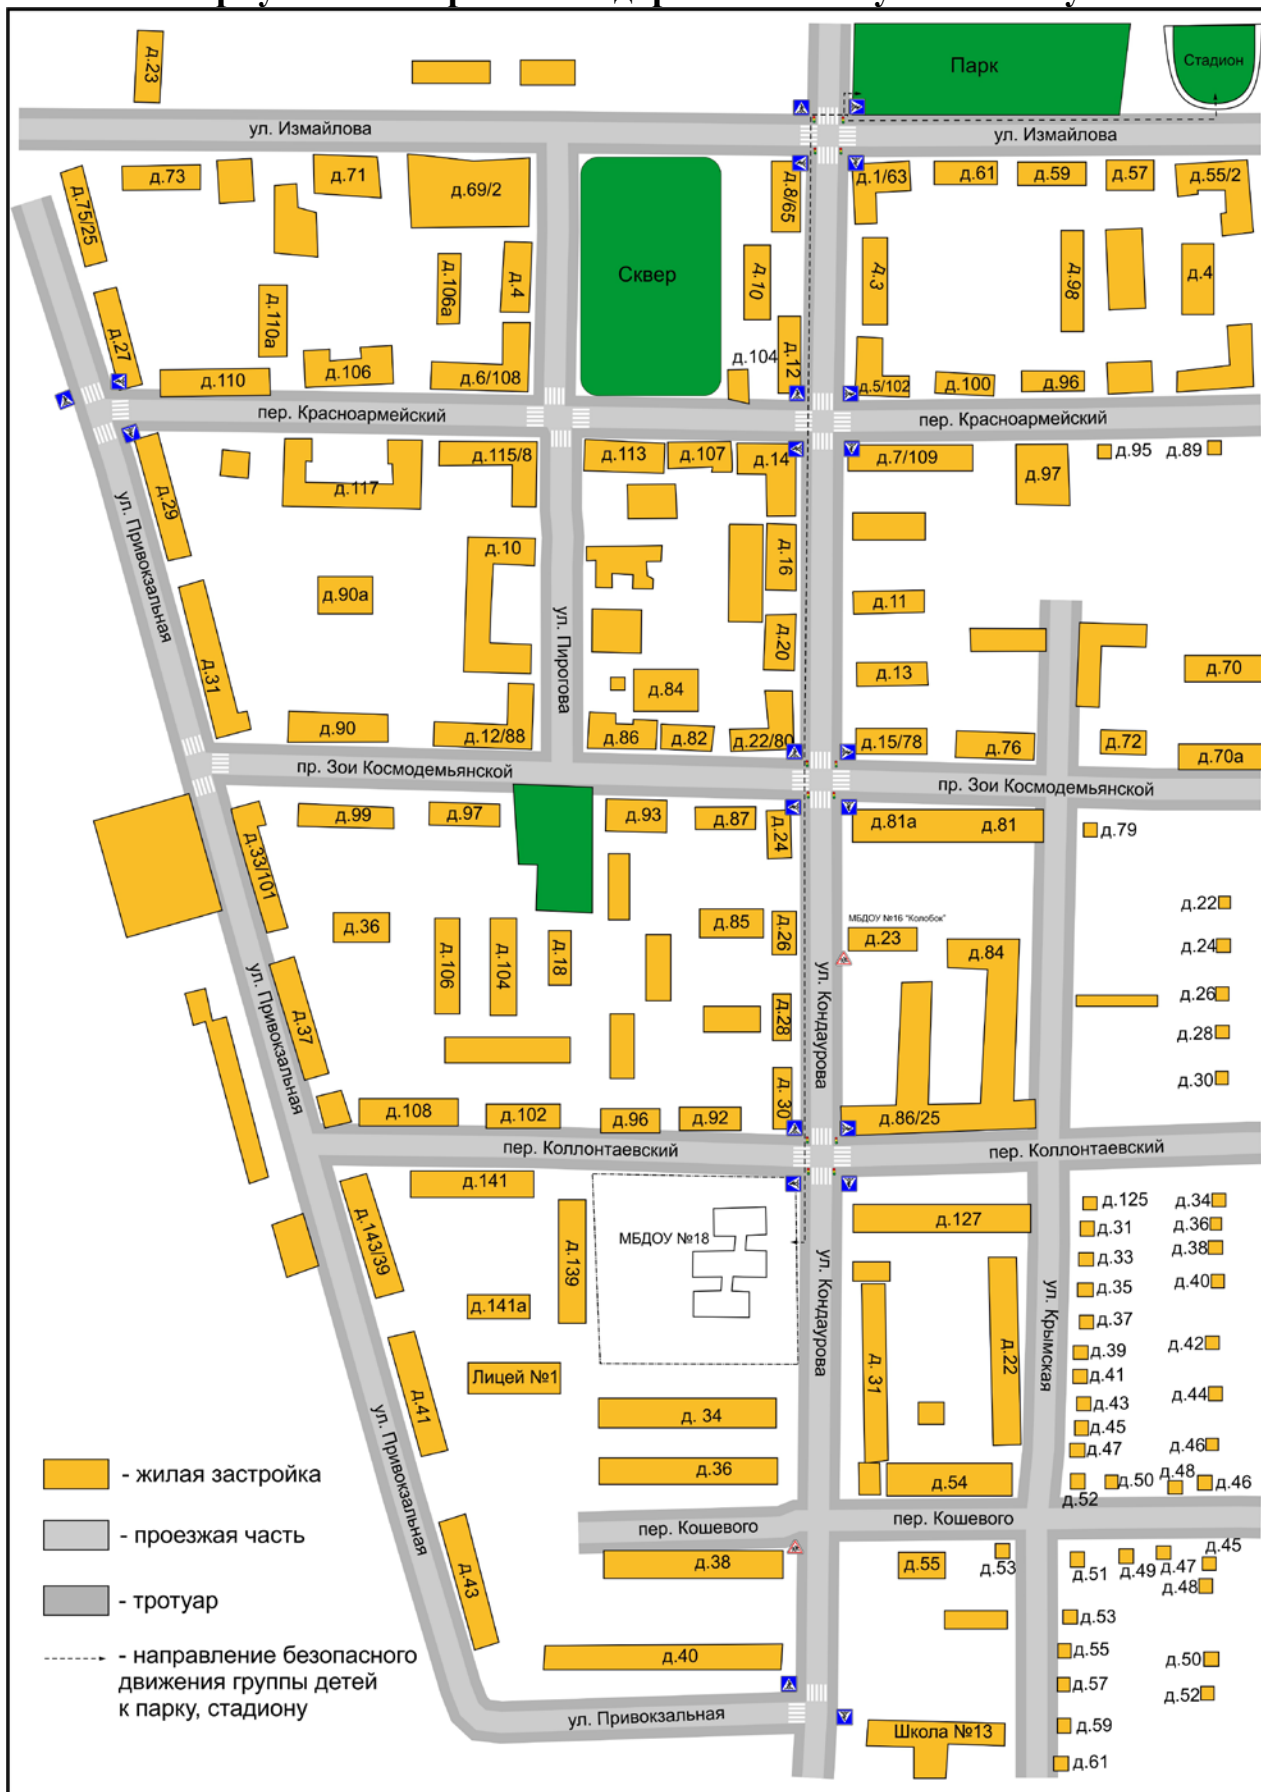 Парк
Стадион
д.23
ул. Измайлова
ул. Измайлова
д.73
д.71
д.69/2
д.8/65
д.1/63
д.61
д.59
д.57
д.55/2
д.75/25
Сквер
д.106а
д.4
д.10
д.3
д.98
д.4
д.27
д.110а
д.104
д.12
д.110
д.106
д.6/108
д.5/102
д.100
д.96
пер. Красноармейский
пер. Красноармейский
д.115/8
д.113
д.107
д.14
д.7/109
д.97
д.95
д.89
д.29
д.117
ул. Привокзальная
д.10
д.16
д.90а
д.11
ул. Пирогова
д.20
д.31
д.84
д.13
д.70
д.90
д.12/88
д.86
д.82
д.22/80
д.15/78
д.76
д.72
д.70а
пр. Зои Космодемьянской
пр. Зои Космодемьянской
д.99
д.97
д.93
д.87
д.24
д.81а
д.81
д.79
д.33/101
д.36
д.85
д.26
МБДОУ №16 "Колобок"
д.23
д.84
д.22
д.24
д.106
д.104
д.18
ул. Привокзальная
д.37
д.28
ул. Кондаурова
д.26
д.28
д.30
д.108
д.102
д.96
д.92
д. 30
д.86/25
пер. Коллонтаевский
пер. Коллонтаевский
д.141
д.143/39
д.139
МБДОУ №18
д.127
д.125
д.34
д.31
д.36
д.33
д.38
д.35
д.40
д.37
д.141а
ул. Кондаурова
ул. Крымская
д.39
д.42
д.41
Лицей №1
д. 31
д.22
д.43
д.44
д.41
ул. Привокзальная
д. 34
д.45
д.47
д.46
д.36
д.54
д.52
д.50
д.48
д.46
пер. Кошевого
пер. Кошевого
д.43
д.38
д.55
д.53
д.51
д.49
д.47
д.45
д.48
д.53
д.40
д.55
д.50
д.57
д.52
ул. Привокзальная
Школа №13
д.59
д.61
- жилая застройка
- проезжая часть
- тротуар
- направление безопасного
движения группы детей
к парку, стадиону